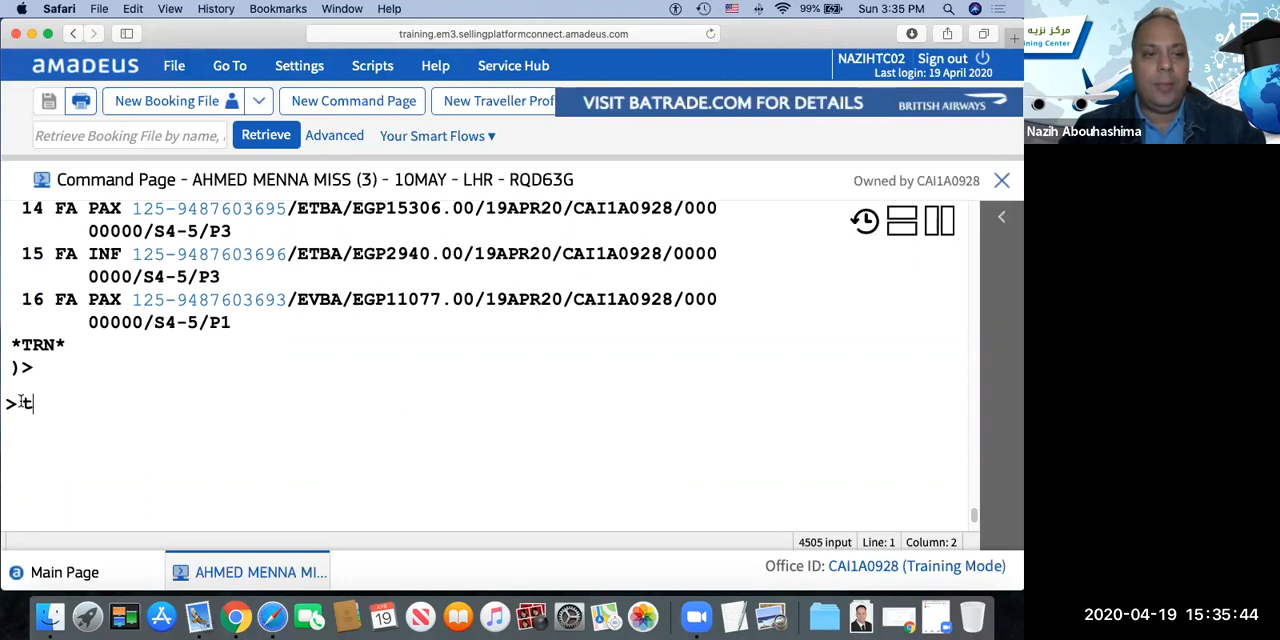 Safari File Edit View History Bookmarks Window Help 99% Sun 3:35 PM
training.em3.sellingplatformconnect.amadeus.com
مركز نزيه
ining Center
amadeus File Go To Settings Scripts Help Service Hub NAZIHTC02 Sign out
Last login: 19 April 2020
New Booking File New Command Page New Traveller Prof VISIT BATRADE.COM FOR DETAILS BRITISH AIRWAYS
Nazih Abouhashima
Retrieve Booking File by name, Retrieve Advanced Your Smart Flows
Command Page - AHMED MENNA MISS (3) - 10MAY - LHR - RQD63G Owned by CAI1A0928
14 FA PAX 125-9487603695/ETBA/EGP15306.00/19APR20/CAI1A0928/000
00000/S4-5/P3
15 FA INF 125-9487603696/ETBA/EGP2940.00/19APR20/CAI1A0928/0000
0000/S4-5/P3
16 FA PAX 125-9487603693/EVBA/EGP11077.00/19APR20/CAI1A0928/000
00000/S4-5/P1
*TRN*
)>
>t
4505 input Line: 1 Column: 2
Main Page AHMED MENNA MI... Office ID: CAI1A0928 (Training Mode)
APR
19
2020-04-19 15:35:44